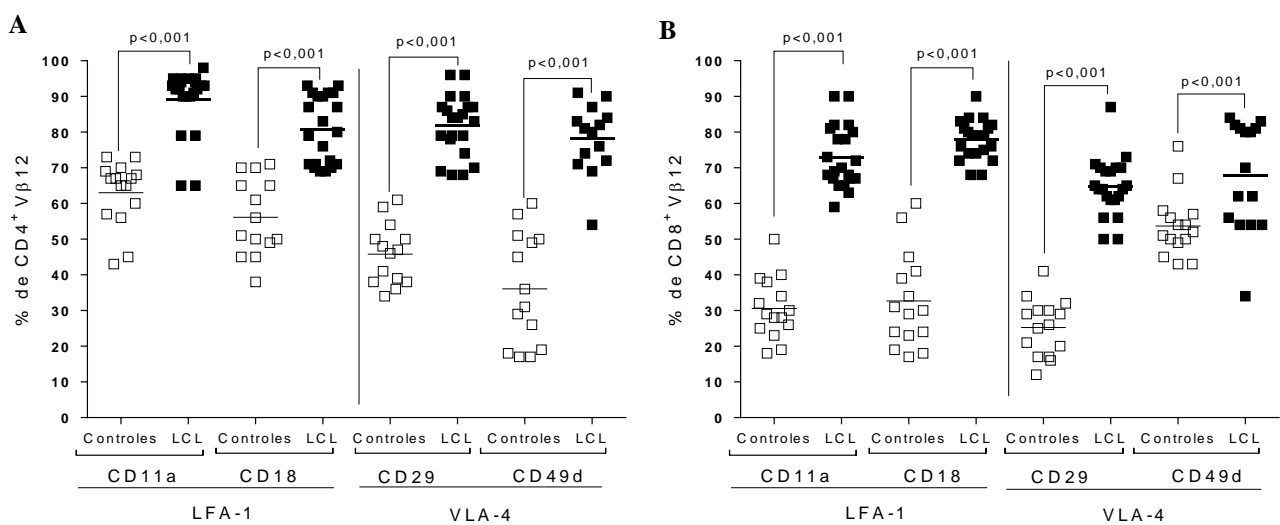 A
% de CD4+ Vβ12
100
90
80
70
60
50
40
30
20
10
0
p<0,001
p<0,001
p<0,001
p<0,001
Controles LCL Controles LCL Controles LCL Controles LCL
CD11a CD18 CD29 CD49d
LFA-1 VLA-4
B
% de CD8+ Vβ12
100
90
80
70
60
50
40
30
20
10
0
p<0,001
p<0,001
p<0,001
p<0,001
Controles LCL Controles LCL Controles LCL Controles LCL
CD11a CD18 CD29 CD49d
LFA-1 VLA-4